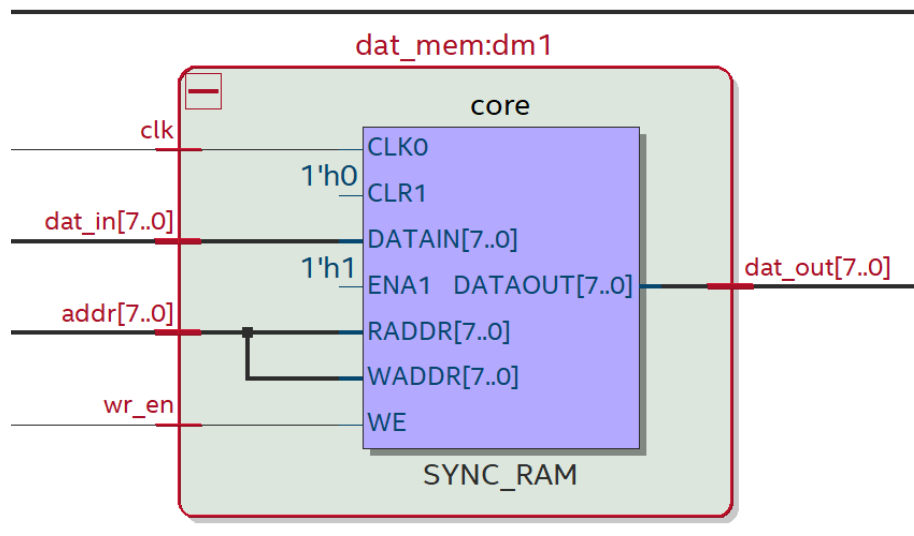 dat_mem:dm1
core
clk
CLK0
1'h0
CLR1
dat_in[7..0]
DATAIN[7..0]
1'h1
ENA1 DATAOUT[7..0]
dat_out[7..0]
addr[7..0]
RADDR[7..0]
WADDR[7..0]
wr_en
WE
SYNC_RAM